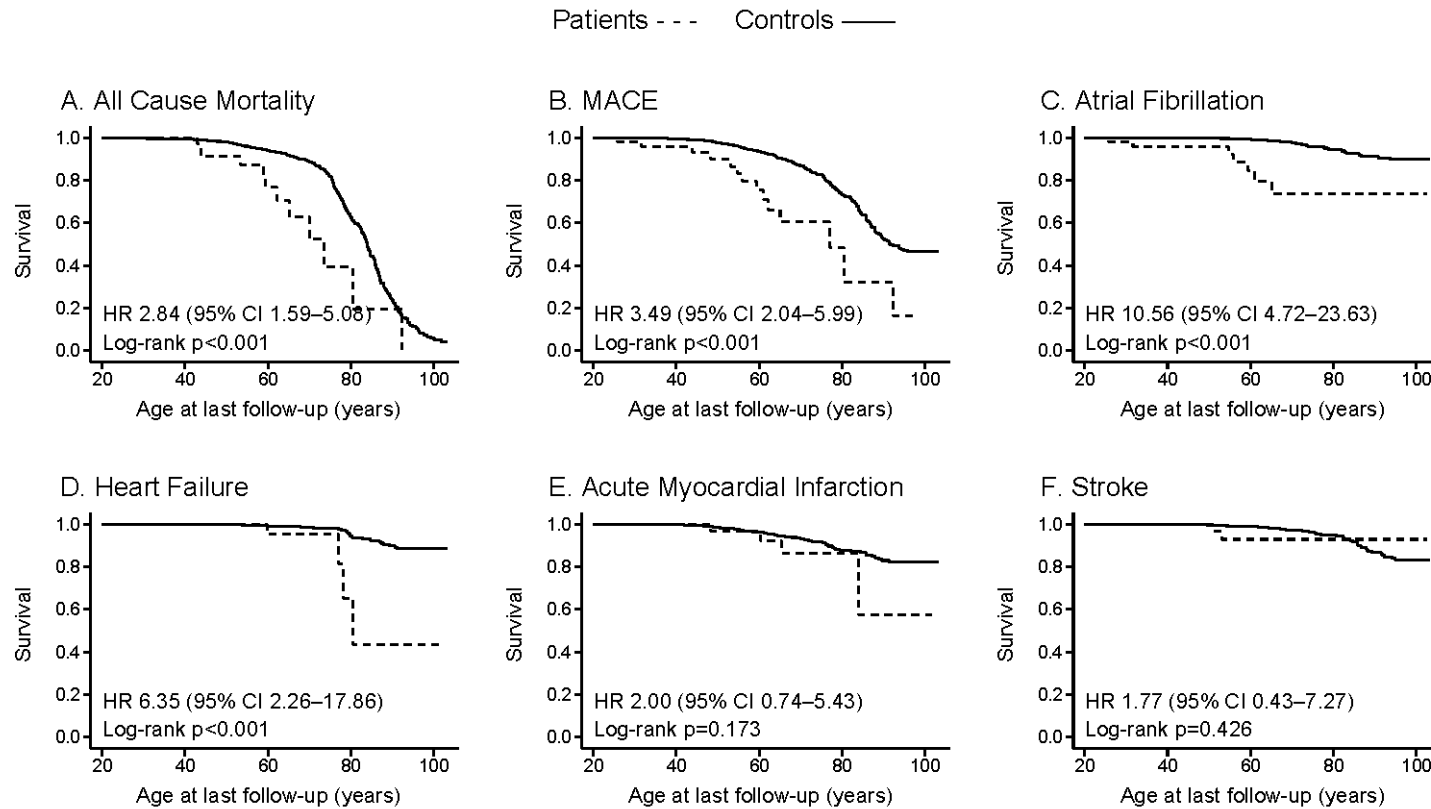 Patients - - - Controls ——
A. All Cause Mortality
Survival
1.0
0.8
0.6
0.4
0.2
0.0
HR 2.84 (95% CI 1.59–5.08)
Log-rank p<0.001
20 40 60 80 100
Age at last follow-up (years)
B. MACE
Survival
1.0
0.8
0.6
0.4
0.2
0.0
HR 3.49 (95% CI 2.04–5.99)
Log-rank p<0.001
20 40 60 80 100
Age at last follow-up (years)
C. Atrial Fibrillation
Survival
1.0
0.8
0.6
0.4
0.2
0.0
HR 10.56 (95% CI 4.72–23.63)
Log-rank p<0.001
20 40 60 80 100
Age at last follow-up (years)
D. Heart Failure
Survival
1.0
0.8
0.6
0.4
0.2
0.0
HR 6.35 (95% CI 2.26–17.86)
Log-rank p<0.001
20 40 60 80 100
Age at last follow-up (years)
E. Acute Myocardial Infarction
Survival
1.0
0.8
0.6
0.4
0.2
0.0
HR 2.00 (95% CI 0.74–5.43)
Log-rank p=0.173
20 40 60 80 100
Age at last follow-up (years)
F. Stroke
Survival
1.0
0.8
0.6
0.4
0.2
0.0
HR 1.77 (95% CI 0.43–7.27)
Log-rank p=0.426
20 40 60 80 100
Age at last follow-up (years)